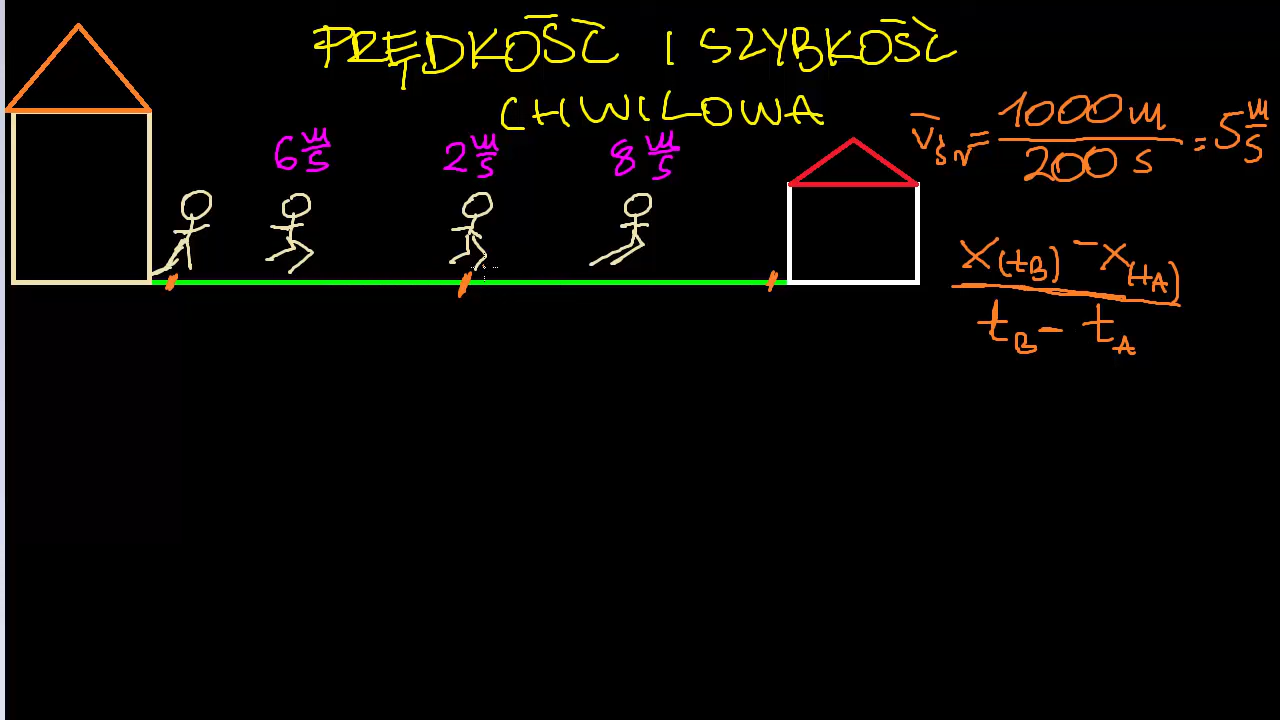 PRĘDKOŚĆ I SZYBKOŚĆ
CHWILOWA
6 m/s
2 m/s
8 m/s
v̄śr = 1000 m / 200 s = 5 m/s
x(tB) - x(tA) / tB - tA